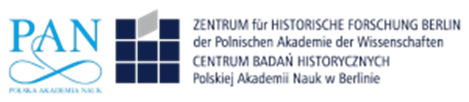 PAN
POLSKA AKADEMIA NAUK
ZENTRUM für HISTORISCHE FORSCHUNG BERLIN
der Polnischen Akademie der Wissenschaften
CENTRUM BADAŃ HISTORYCZNYCH
Polskiej Akademii Nauk w Berlinie